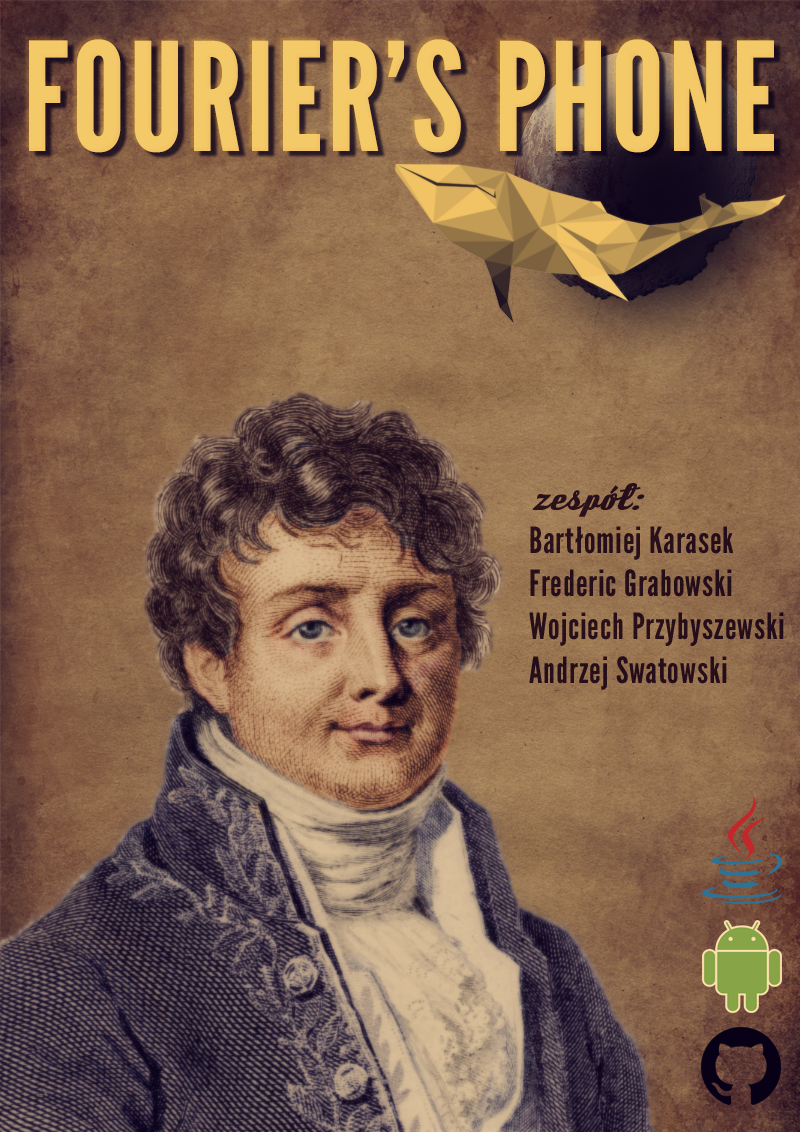 FOURIER'S PHONE
zespół:
Bartłomiej Karasek
Frederic Grabowski
Wojciech Przybyszewski
Andrzej Swatowski